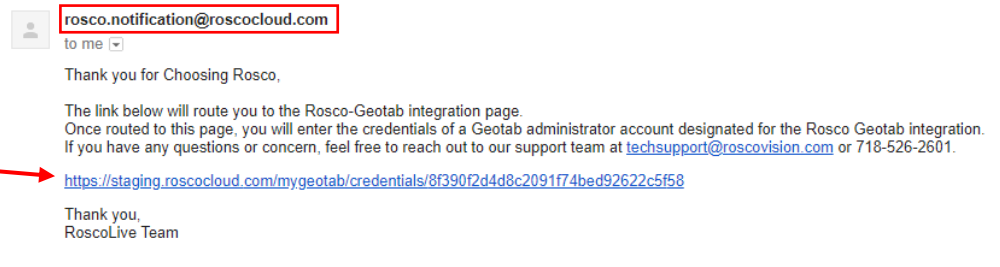 rosco.notification@roscocloud.com
to me
Thank you for Choosing Rosco,
The link below will route you to the Rosco-Geotab integration page.
Once routed to this page, you will enter the credentials of a Geotab administrator account designated for the Rosco Geotab integration.
If you have any questions or concern, feel free to reach out to our support team at techsupport@roscovision.com or 718-526-2601.
https://staging.roscocloud.com/mygeotab/credentials/8f390f2d4d8c2091f74bed92622c5f58
Thank you,
RoscoLive Team